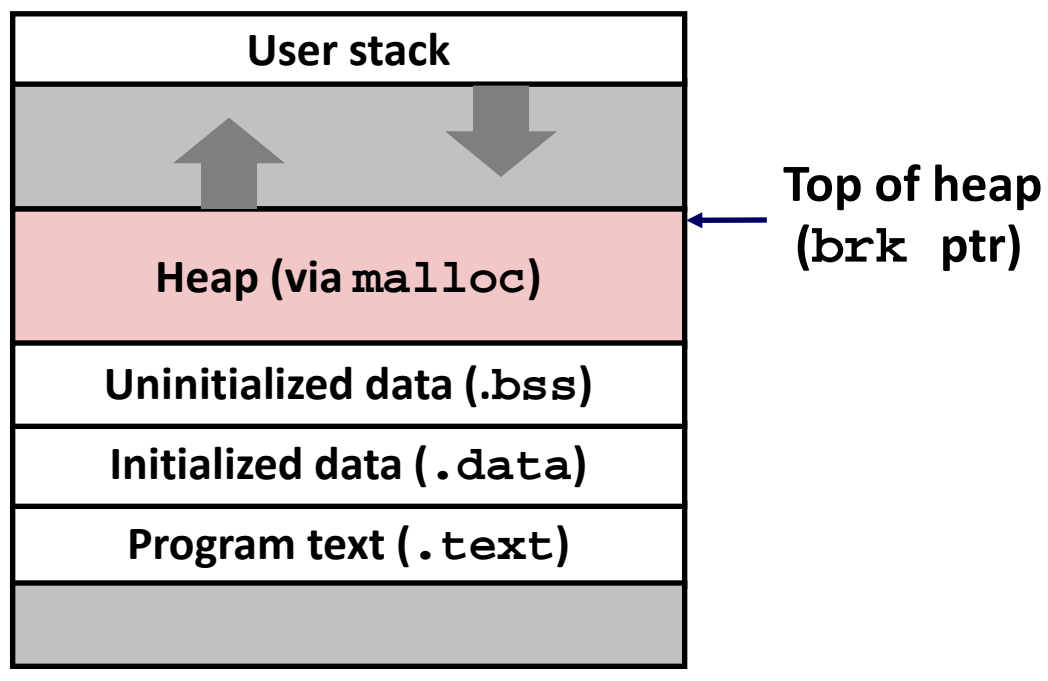 User stack
Top of heap
(brk ptr)
Heap (via malloc)
Uninitialized data (.bss)
Initialized data (.data)
Program text (.text)